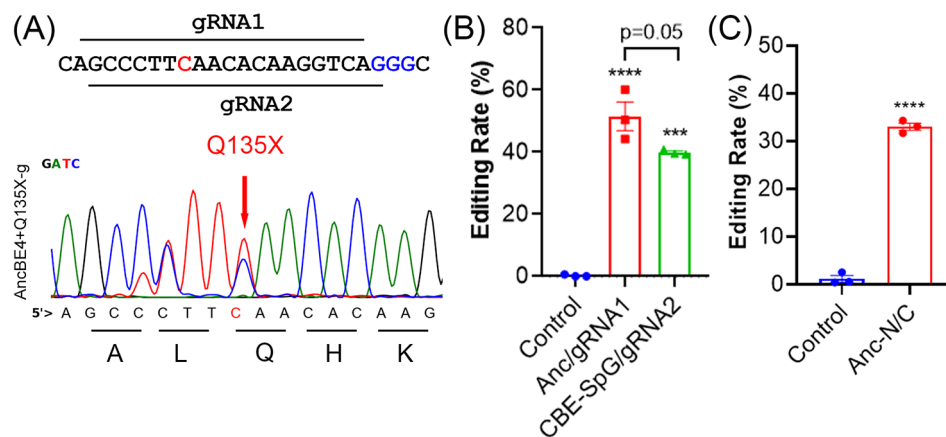 (A)
gRNA1
CAGCCCTTCAACACAAGGTCAGGGC
gRNA2
Q135X
GATC
AncBE4+Q135X-g
5'> A G C C C T T C A A C A C A A G
A L Q H K
(B)
Editing Rate (%)
80
60
40
20
0
p=0.05
****
***
Control
Anc/gRNA1
CBE-SpG/gRNA2
(C)
Editing Rate (%)
50
40
30
20
10
0
****
Control
Anc-N/C